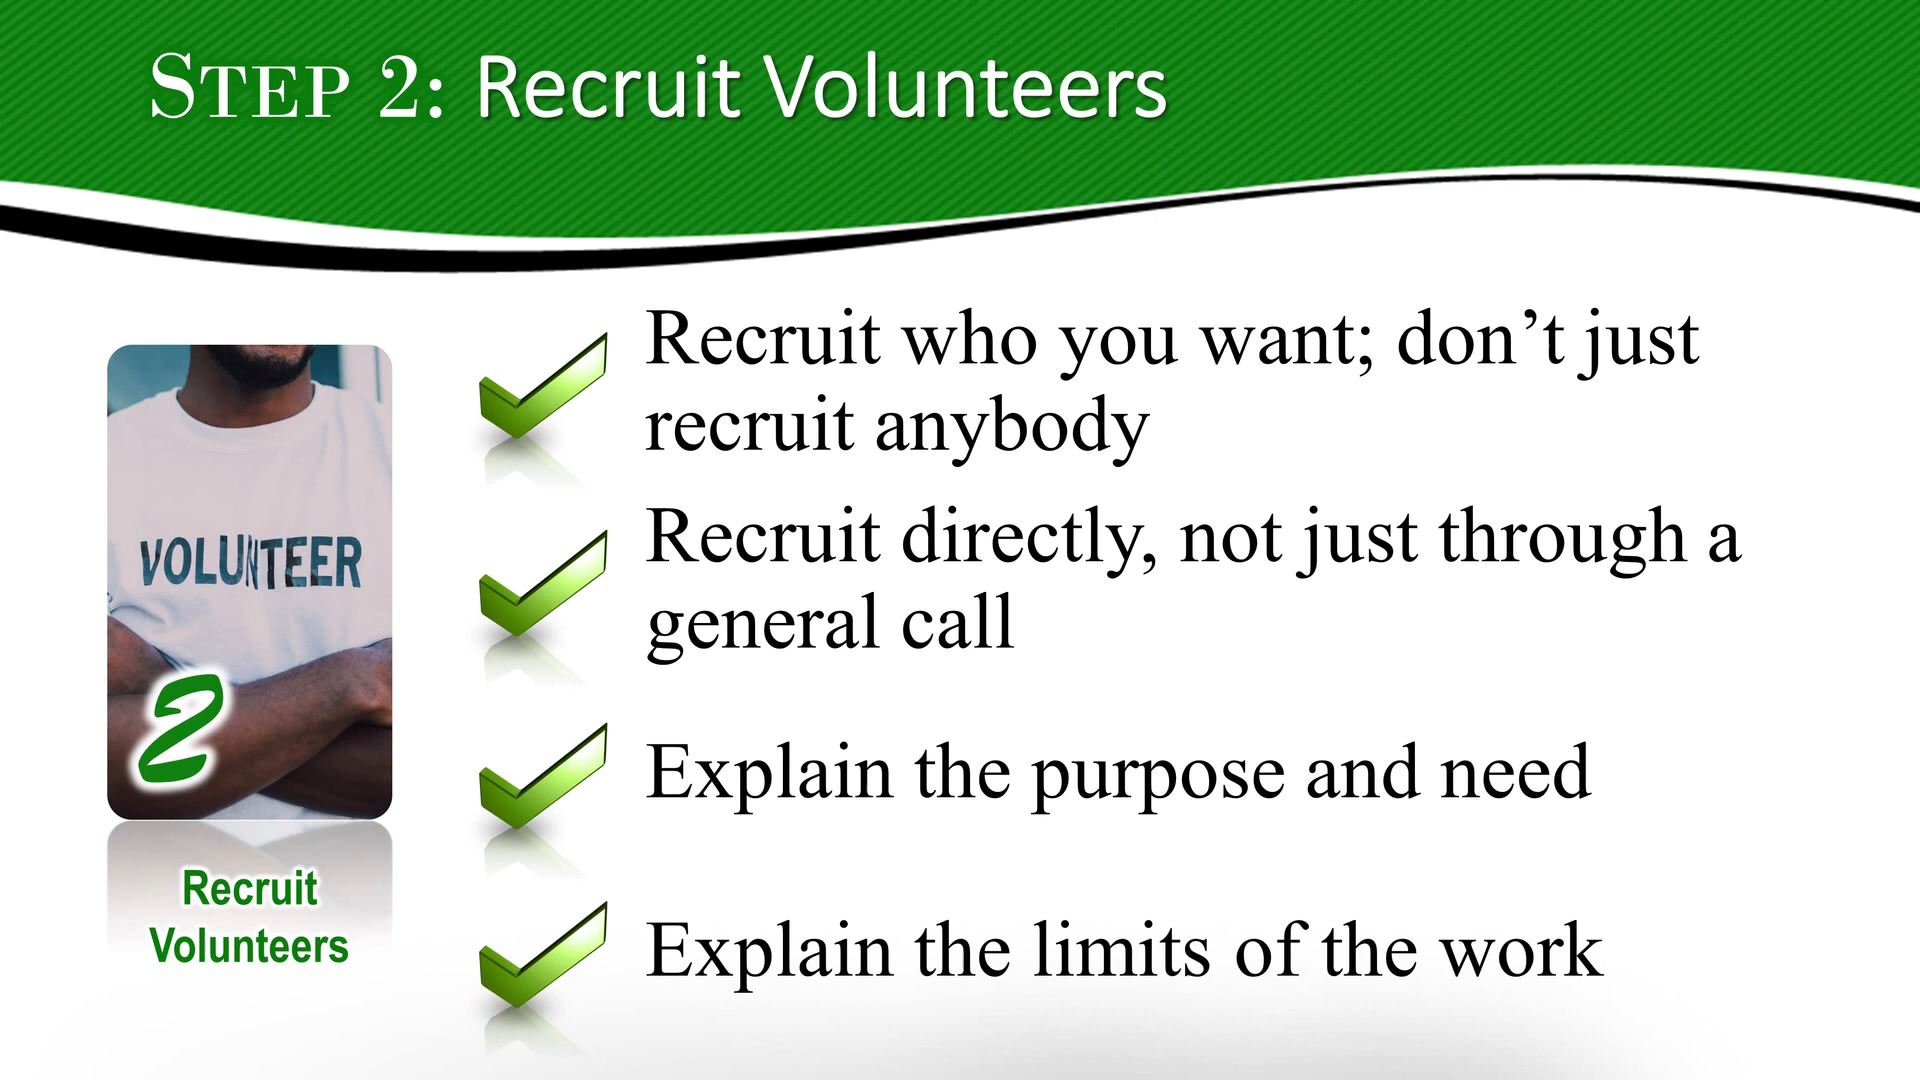 STEP 2: Recruit Volunteers
Recruit who you want; don’t just
recruit anybody
Recruit directly, not just through a
general call
Explain the purpose and need
Explain the limits of the work
VOLUNTEER
2
Recruit
Volunteers